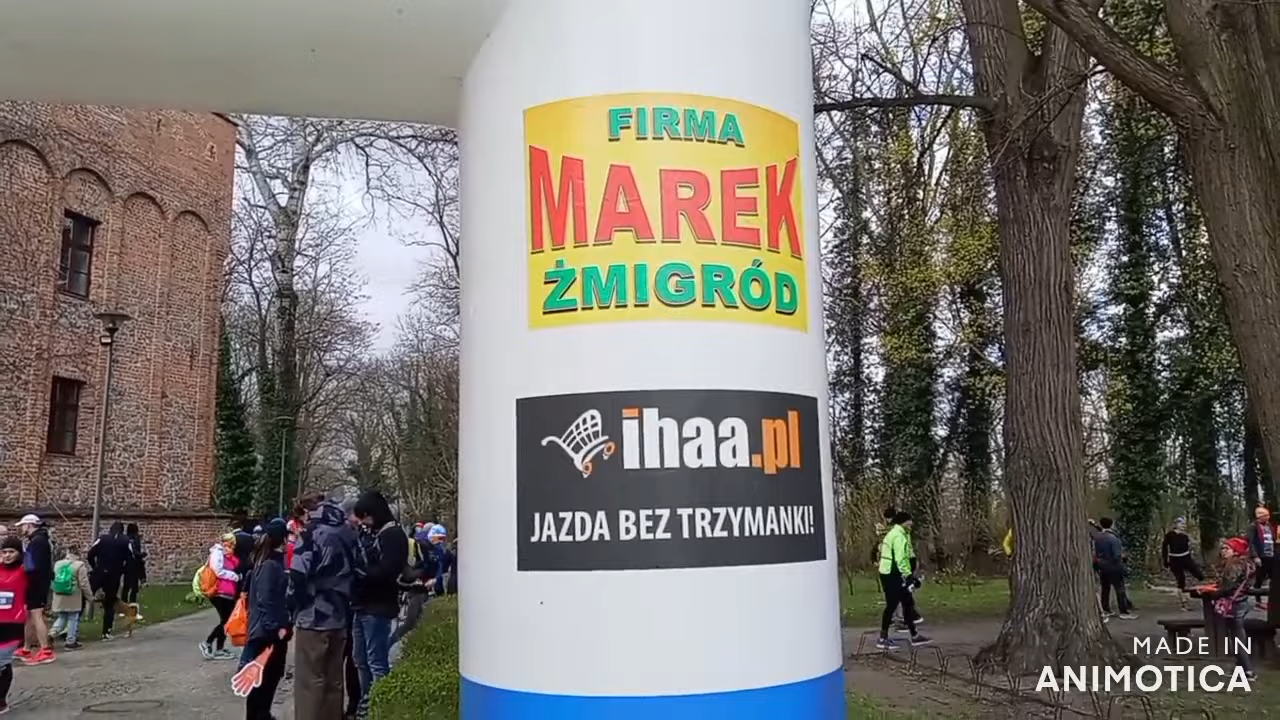 FIRMA
MAREK
ŻMIGRÓD
ihaa.pl
JAZDA BEZ TRZYMANKI!
MADE IN
ANIMOTICA